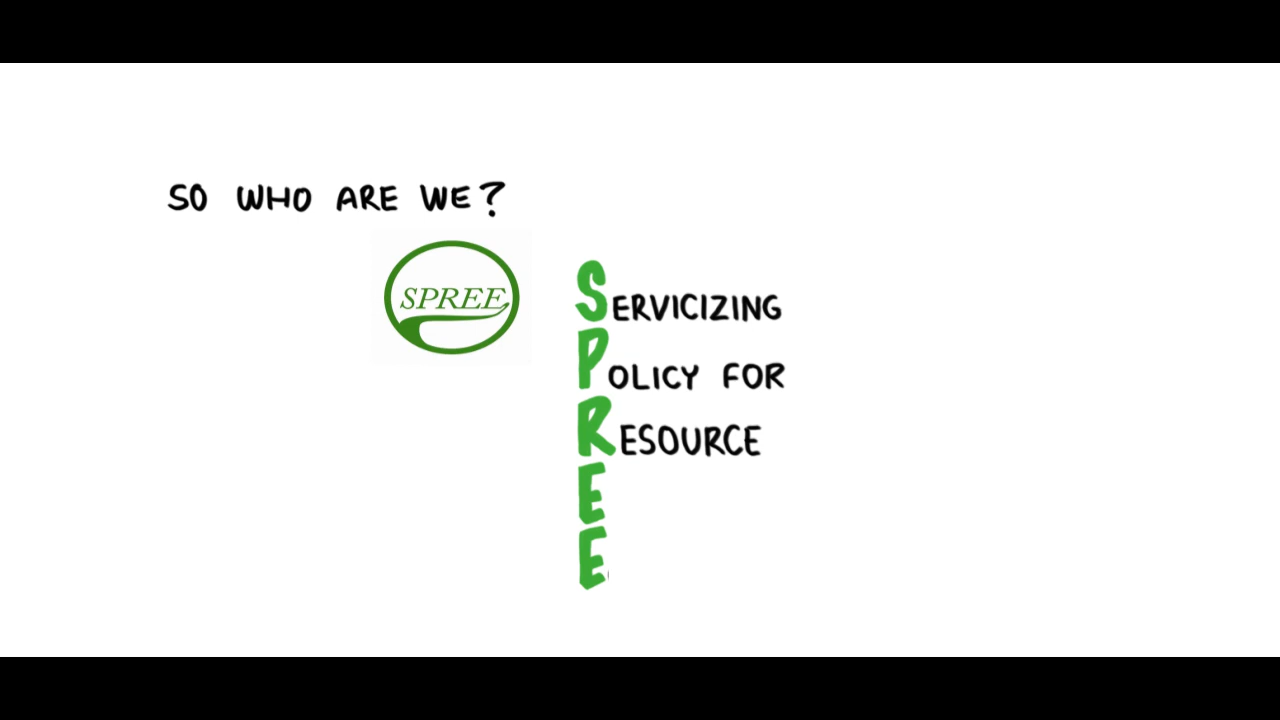 SO WHO ARE WE?
SPREE
SERVICIZING
POLICY FOR
RESOURCE
E
E